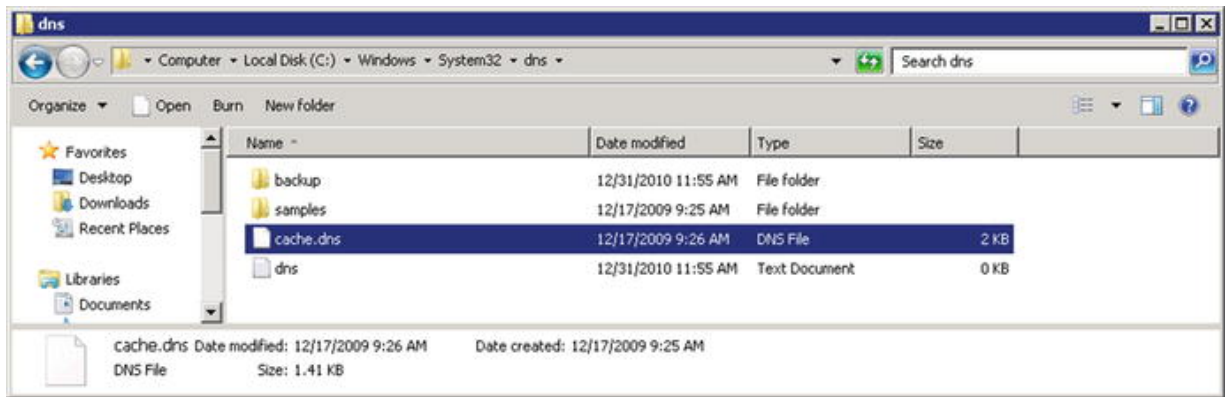 dns
Computer Local Disk (C:) Windows System32 dns Search dns
Organize Open Burn New folder
Favorites
Desktop
Downloads
Recent Places
Libraries
Documents
Name Date modified Type Size
backup 12/31/2010 11:55 AM File folder
samples 12/17/2009 9:25 AM File folder
cache.dns 12/17/2009 9:26 AM DNS File 2 KB
dns 12/31/2010 11:55 AM Text Document 0 KB
cache.dns Date modified: 12/17/2009 9:26 AM Date created: 12/17/2009 9:25 AM
DNS File Size: 1.41 KB